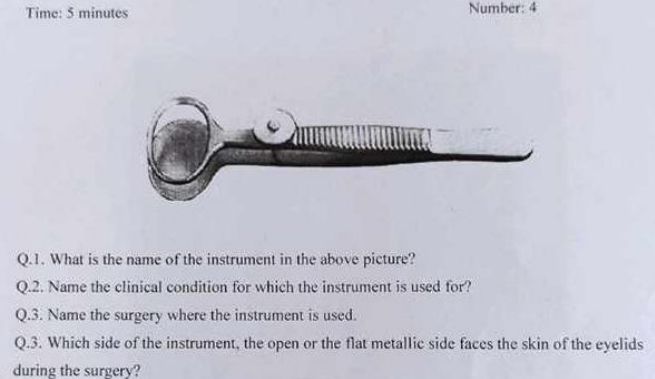 Time: 5 minutes
Number: 4
Q.1. What is the name of the instrument in the above picture?
Q.2. Name the clinical condition for which the instrument is used for?
Q.3. Name the surgery where the instrument is used.
Q.3. Which side of the instrument, the open or the flat metallic side faces the skin of the eyelids
during the surgery?